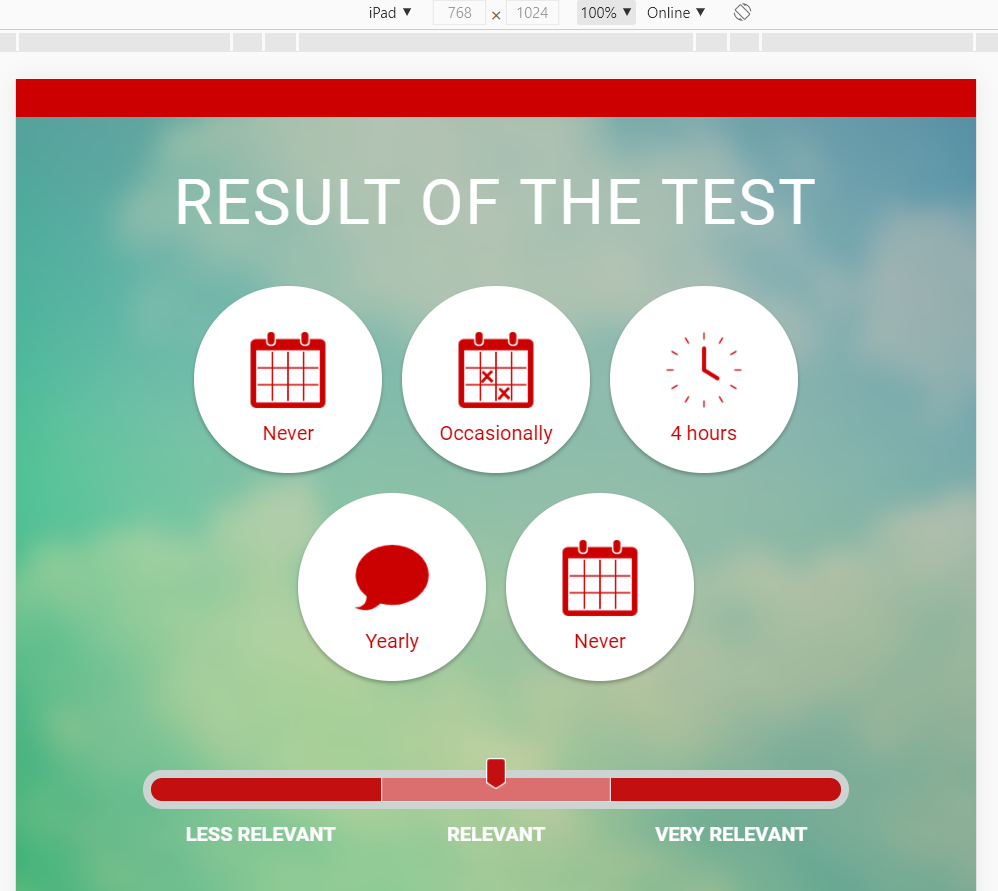 iPad ▼ 768 × 1024 100% ▼ Online ▼
RESULT OF THE TEST
Never Occasionally 4 hours
Yearly Never
LESS RELEVANT RELEVANT VERY RELEVANT